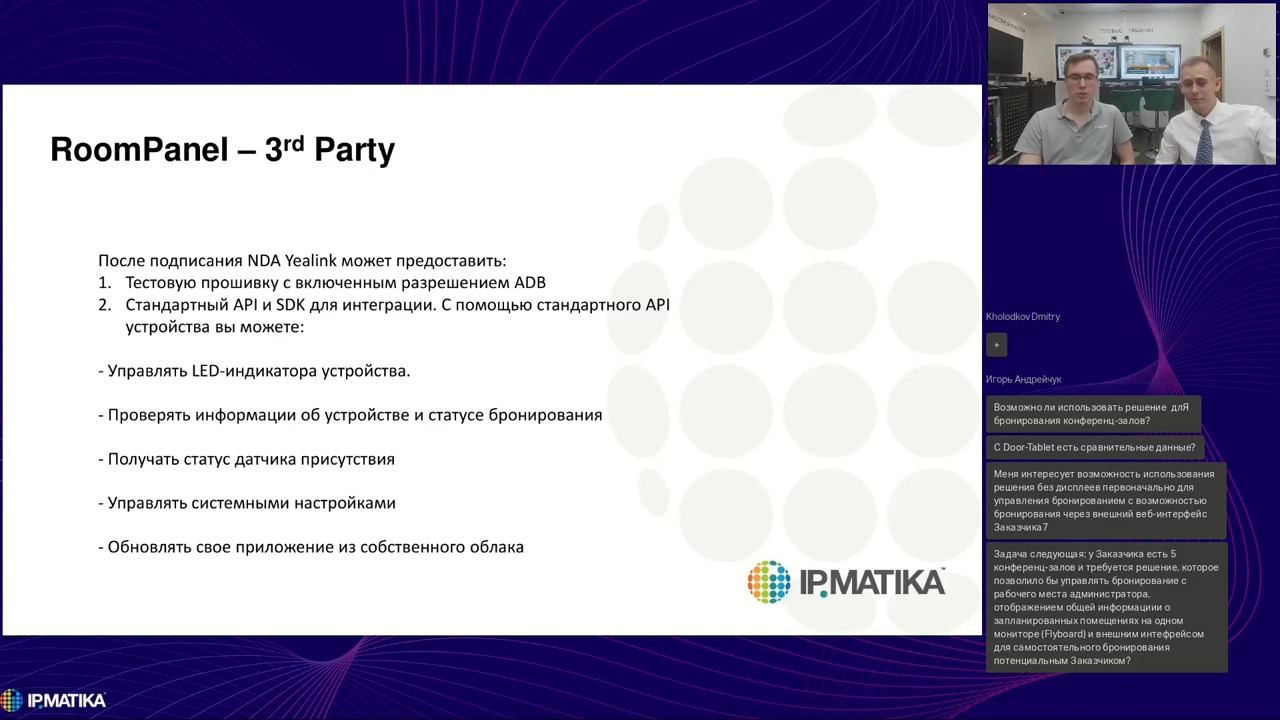 RoomPanel – 3rd Party
После подписания NDA Yealink может предоставить:
1. Тестовую прошивку с включенным разрешением ADB
2. Стандартный API и SDK для интеграции. С помощью стандартного API
устройства вы можете:
- Управлять LED-индикатора устройства.
- Проверять информации об устройстве и статусе бронирования
- Получать статус датчика присутствия
- Управлять системными настройками
- Обновлять свое приложение из собственного облака
IPMATIKA™
IPMATIKA
Kholodkov Dmitry
+
Игорь Андрейчук
Возможно ли использовать решение длЯ
бронирования конференц-залов?
С Door-Tablet есть сравнительные данные?
Меня интересует возможность использования
решения без дисплеев первоначально для
управления бронированием с возможностью
бронирования через внешний веб-интерфейс
Заказчика7
Задача следующая: у Заказчика есть 5
конференц-залов и требуется решение, которое
позволило бы управлять бронирование с
рабочего места администратора,
отображением общей информациии о
запланированных помещениях на одном
мониторе (Flyboard) и внешним интефрейсом
для самостоятельного бронирования
потенциальным Заказчиком?